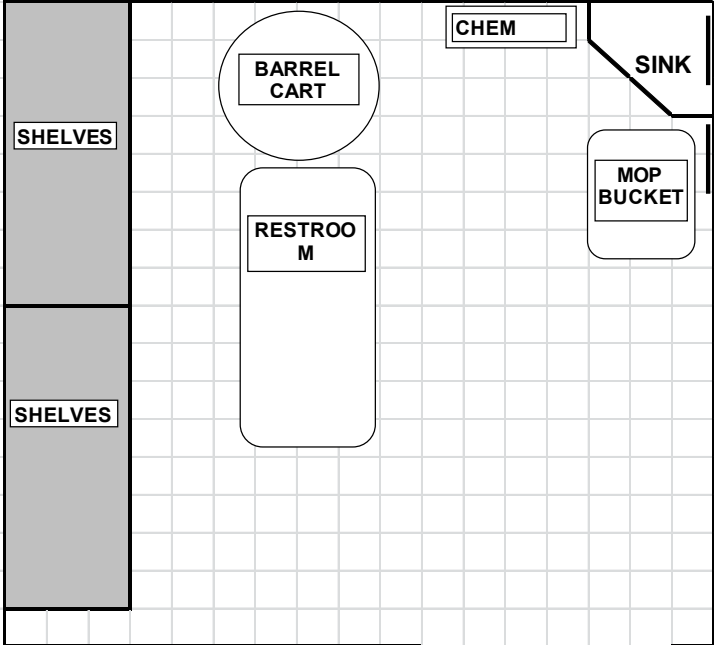 CHEM
SINK
BARREL
CART
SHELVES
MOP
BUCKET
RESTROO
M
SHELVES